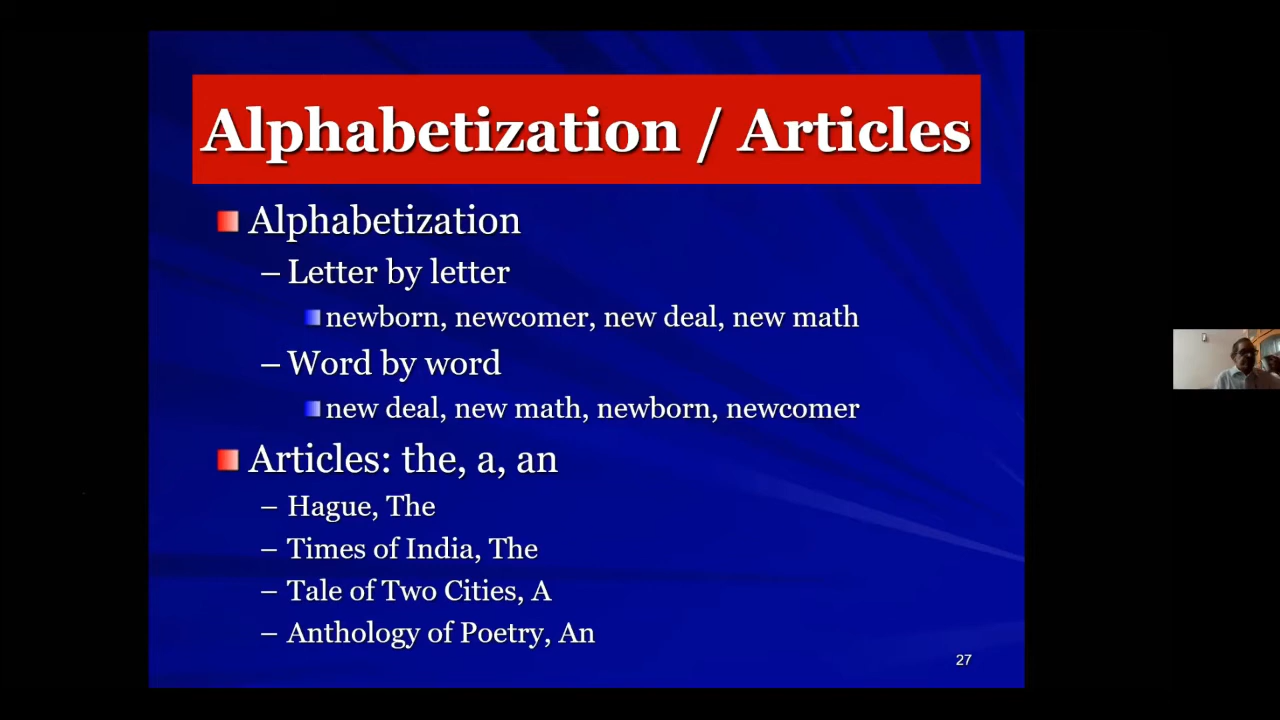 Alphabetization / Articles
Alphabetization
– Letter by letter
newborn, newcomer, new deal, new math
– Word by word
new deal, new math, newborn, newcomer
Articles: the, a, an
– Hague, The
– Times of India, The
– Tale of Two Cities, A
– Anthology of Poetry, An
27